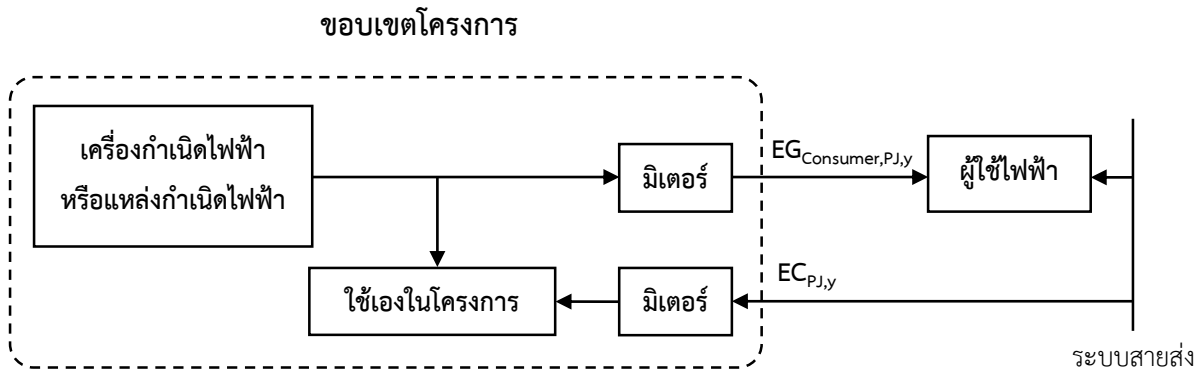 ขอบเขตโครงการ
เครื่องกำเนิดไฟฟ้า
หรือแหล่งกำเนิดไฟฟ้า
มิเตอร์
EGConsumer,PJ,y
ผู้ใช้ไฟฟ้า
ใช้เองในโครงการ
มิเตอร์
ECPJ,y
ระบบสายส่ง